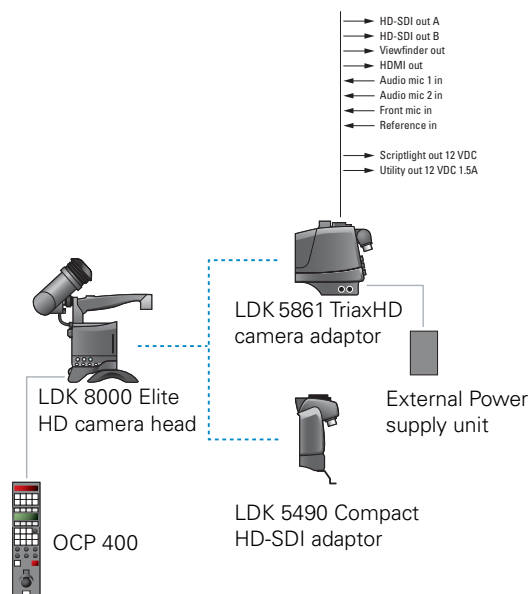 HD-SDI out A
HD-SDI out B
Viewfinder out
HDMI out
Audio mic 1 in
Audio mic 2 in
Front mic in
Reference in
Scriptlight out 12 VDC
Utility out 12 VDC 1.5A
LDK 5861 TriaxHD
camera adaptor
LDK 8000 Elite
HD camera head
External Power
supply unit
LDK 5490 Compact
HD-SDI adaptor
OCP 400